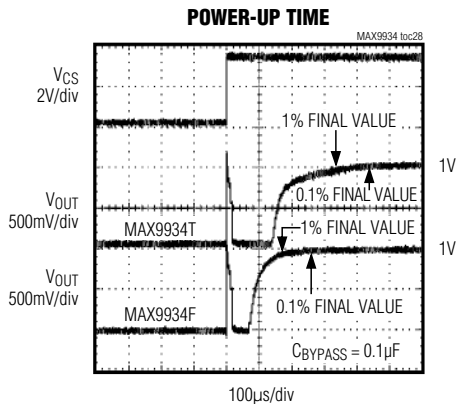 POWER-UP TIME
MAX9934 toc28
VCS
2V/div
1% FINAL VALUE
1V
0.1% FINAL VALUE
VOUT
500mV/div
MAX9934T
1% FINAL VALUE
1V
VOUT
500mV/div
MAX9934F
0.1% FINAL VALUE
CBYPASS = 0.1µF
100µs/div